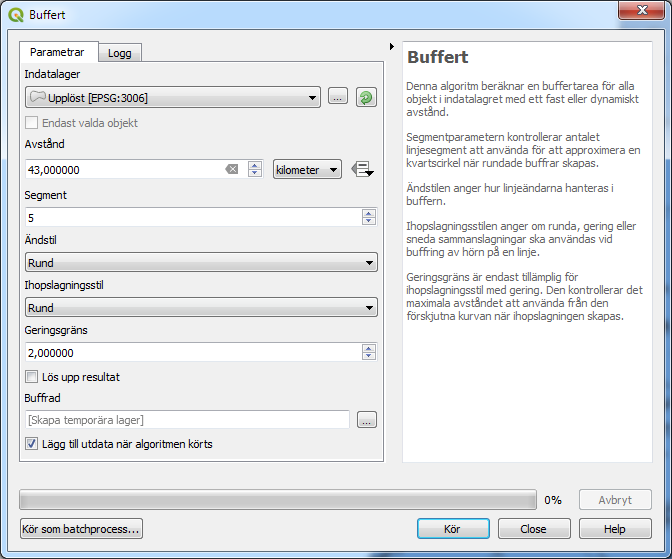 Buffert
Parametrar
Logg
Indatalager
Upplöst [EPSG:3006]
...
Endast valda objekt
Avstånd
43,000000
kilometer
Segment
5
Ändstil
Rund
Ihopslagningsstil
Rund
Geringsgräns
2,000000
Lös upp resultat
Buffrad
[Skapa temporära lager]
...
Lägg till utdata när algoritmen körts
Buffert
Denna algoritm beräknar en buffertarea för alla
objekt i indatalagret med ett fast eller dynamiskt
avstånd.
Segmentparametern kontrollerar antalet
linjesegment att använda för att approximera en
kvartscirkel när rundade buffrar skapas.
Ändstilen anger hur linjeändarna hanteras i
buffern.
Ihopslagningsstilen anger om runda, gering eller
sneda sammanslagningar ska användas vid
buffring av hörn på en linje.
Geringsgräns är endast tillämplig för
ihopslagningsstil med gering. Den kontrollerar det
maximala avståndet att använda från den
förskjutna kurvan när ihopslagningen skapas.
0%
Avbryt
Kör som batchprocess...
Kör
Close
Help